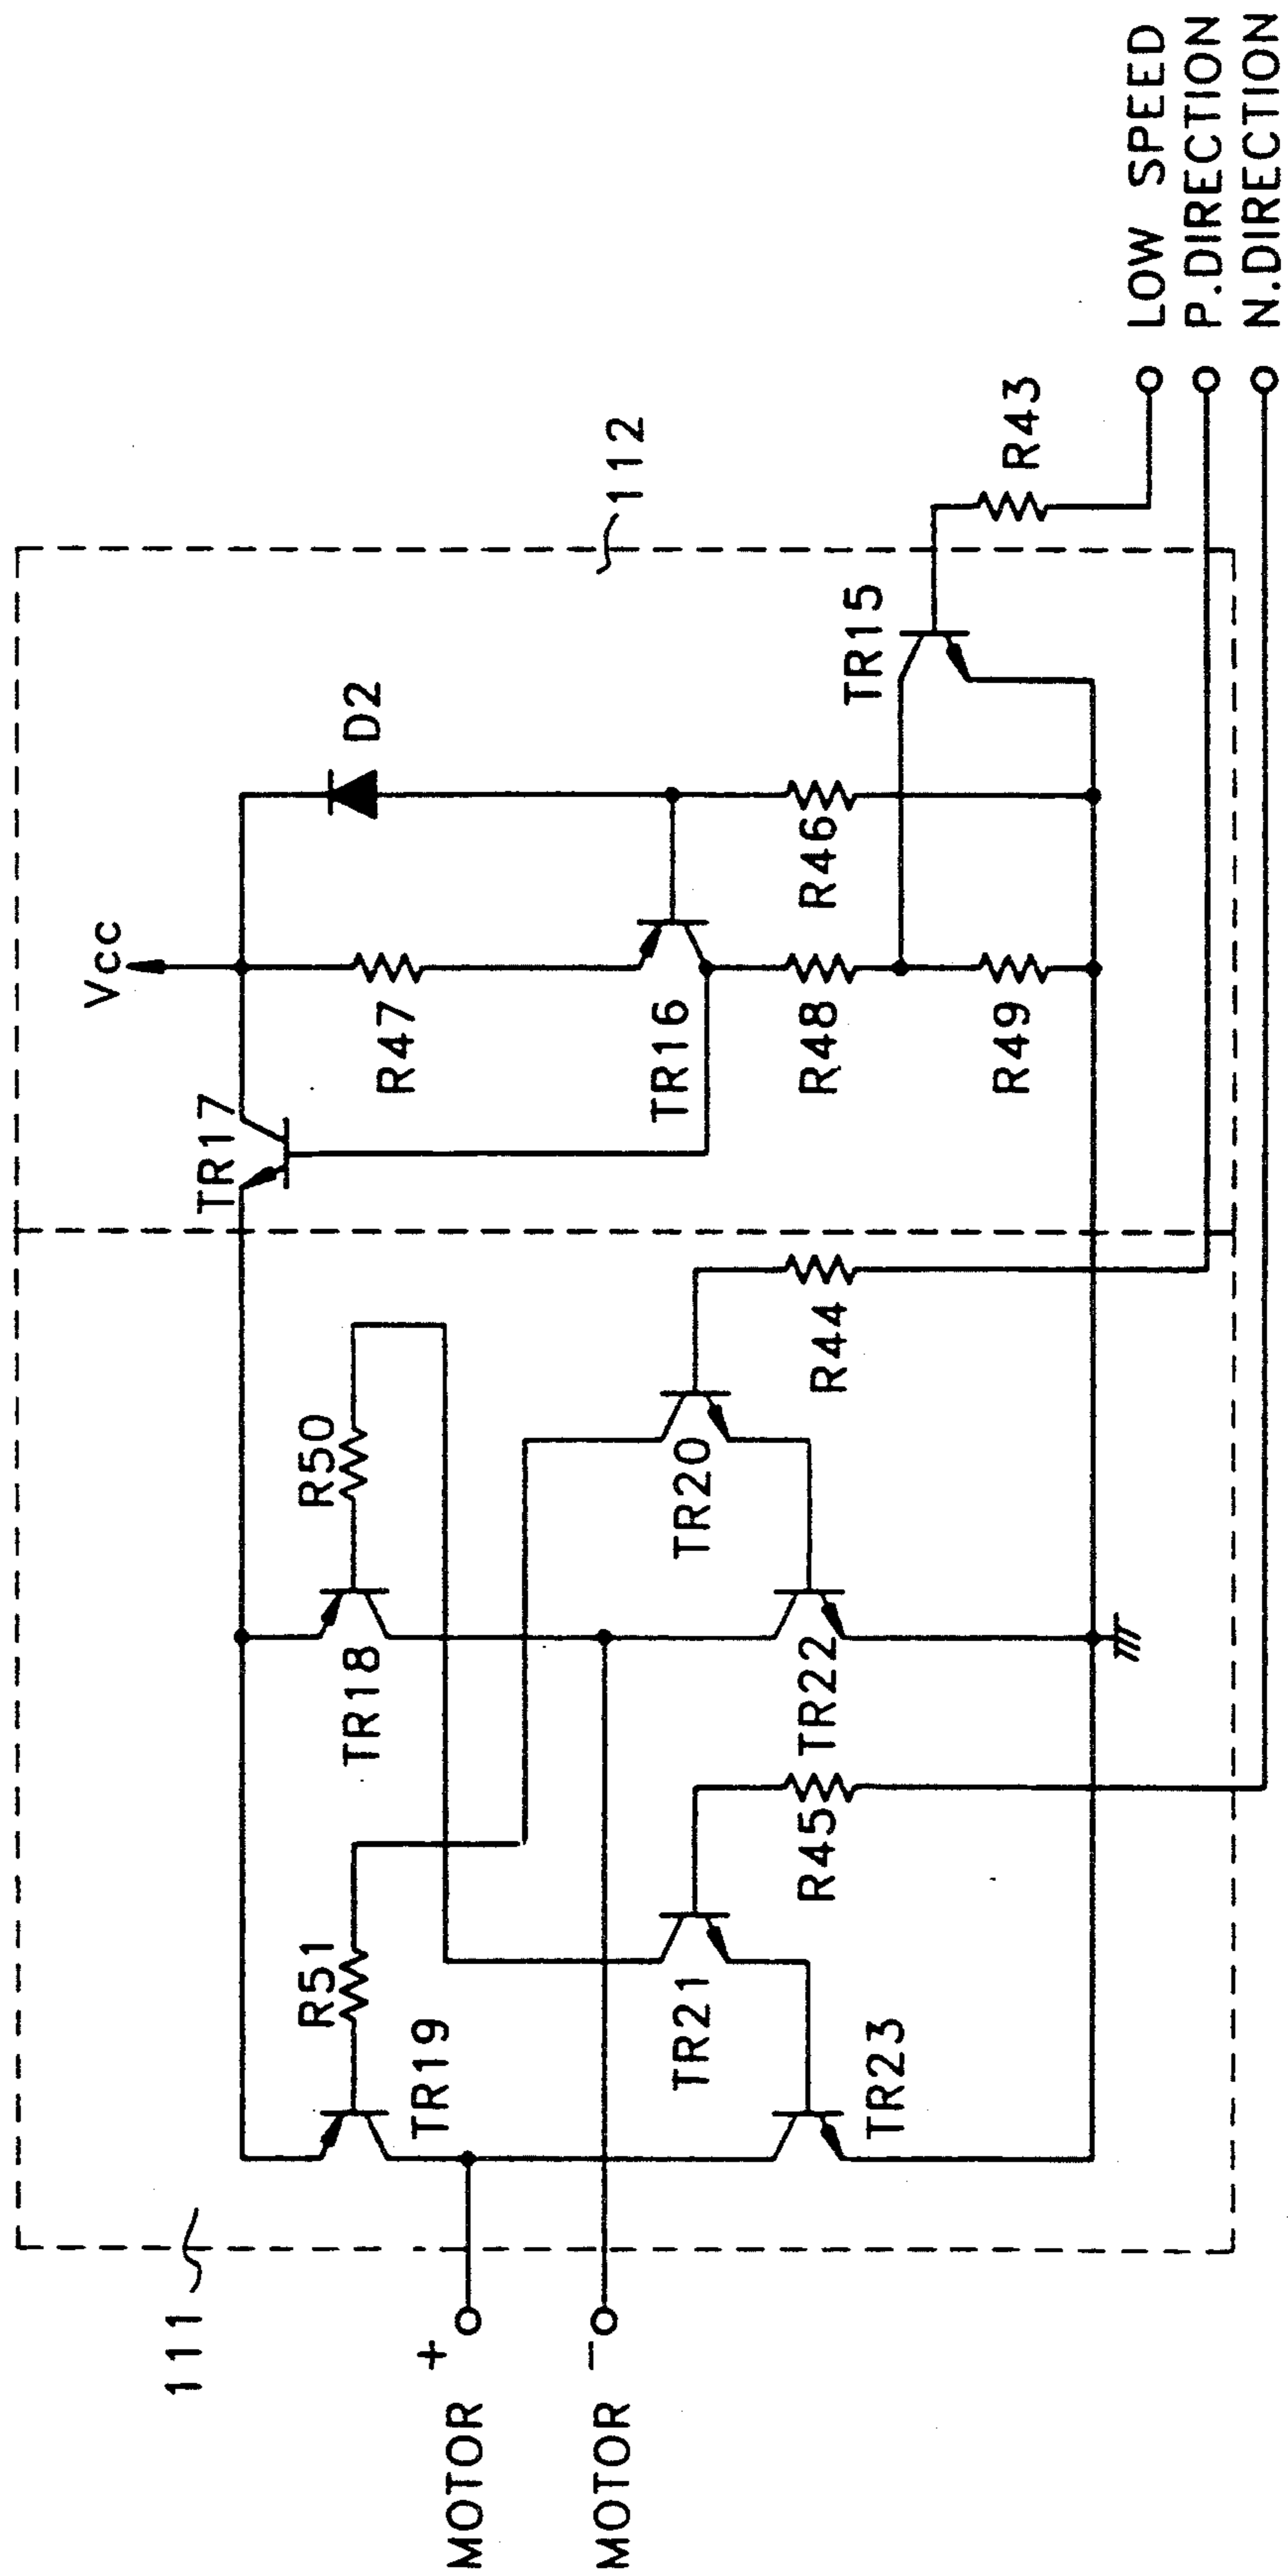 111
MOTOR +
MOTOR −
Vcc
TR17
D2
112
R47
TR16
R46
R48
R49
TR15
R43
LOW SPEED
P.DIRECTION
N.DIRECTION
R51
R50
TR19
TR18
TR21
TR20
TR23
TR22
R45
R44